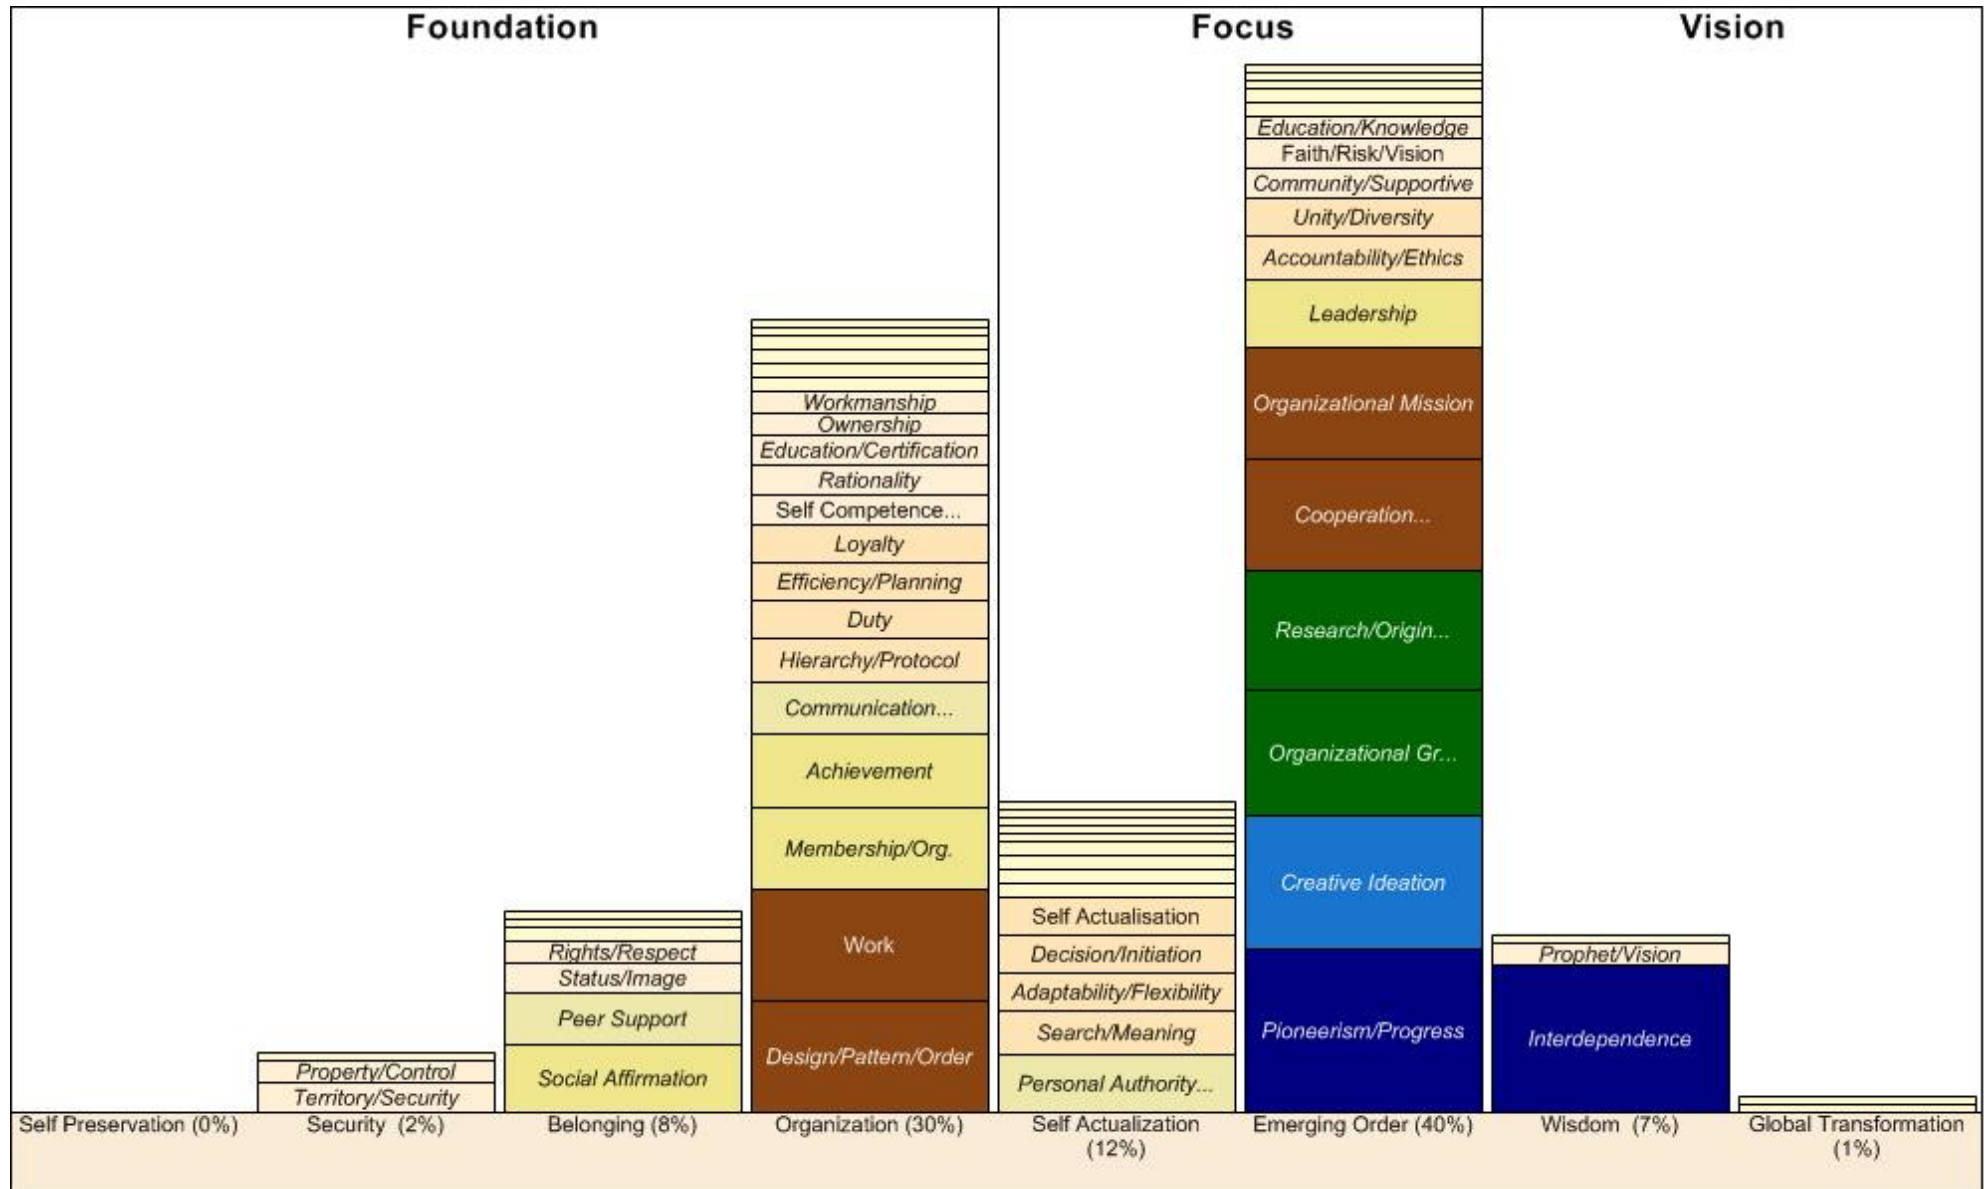 Foundation
Focus
Vision
Education/Knowledge
Faith/Risk/Vision
Community/Supportive
Unity/Diversity
Accountability/Ethics
Leadership
Organizational Mission
Cooperation...
Research/Origin...
Organizational Gr...
Creative Ideation
Pioneerism/Progress
Workmanship
Ownership
Education/Certification
Rationality
Self Competence...
Loyalty
Efficiency/Planning
Duty
Hierarchy/Protocol
Communication...
Achievement
Membership/Org.
Work
Design/Pattern/Order
Rights/Respect
Status/Image
Peer Support
Social Affirmation
Property/Control
Territory/Security
Self Actualisation
Decision/Initiation
Adaptability/Flexibility
Search/Meaning
Personal Authority...
Prophet/Vision
Interdependence
Self Preservation (0%)
Security (2%)
Belonging (8%)
Organization (30%)
Self Actualization
(12%)
Emerging Order (40%)
Wisdom (7%)
Global Transformation
(1%)